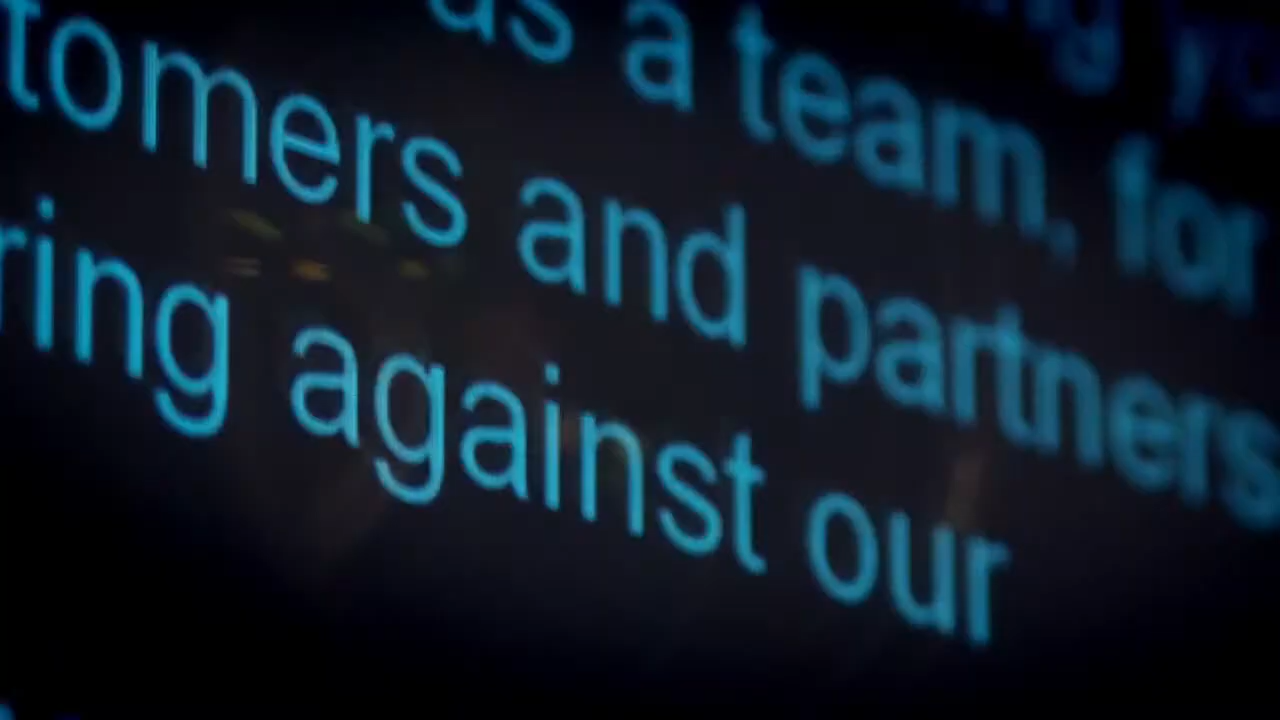 as a team, for
tomers and partners
ring against our